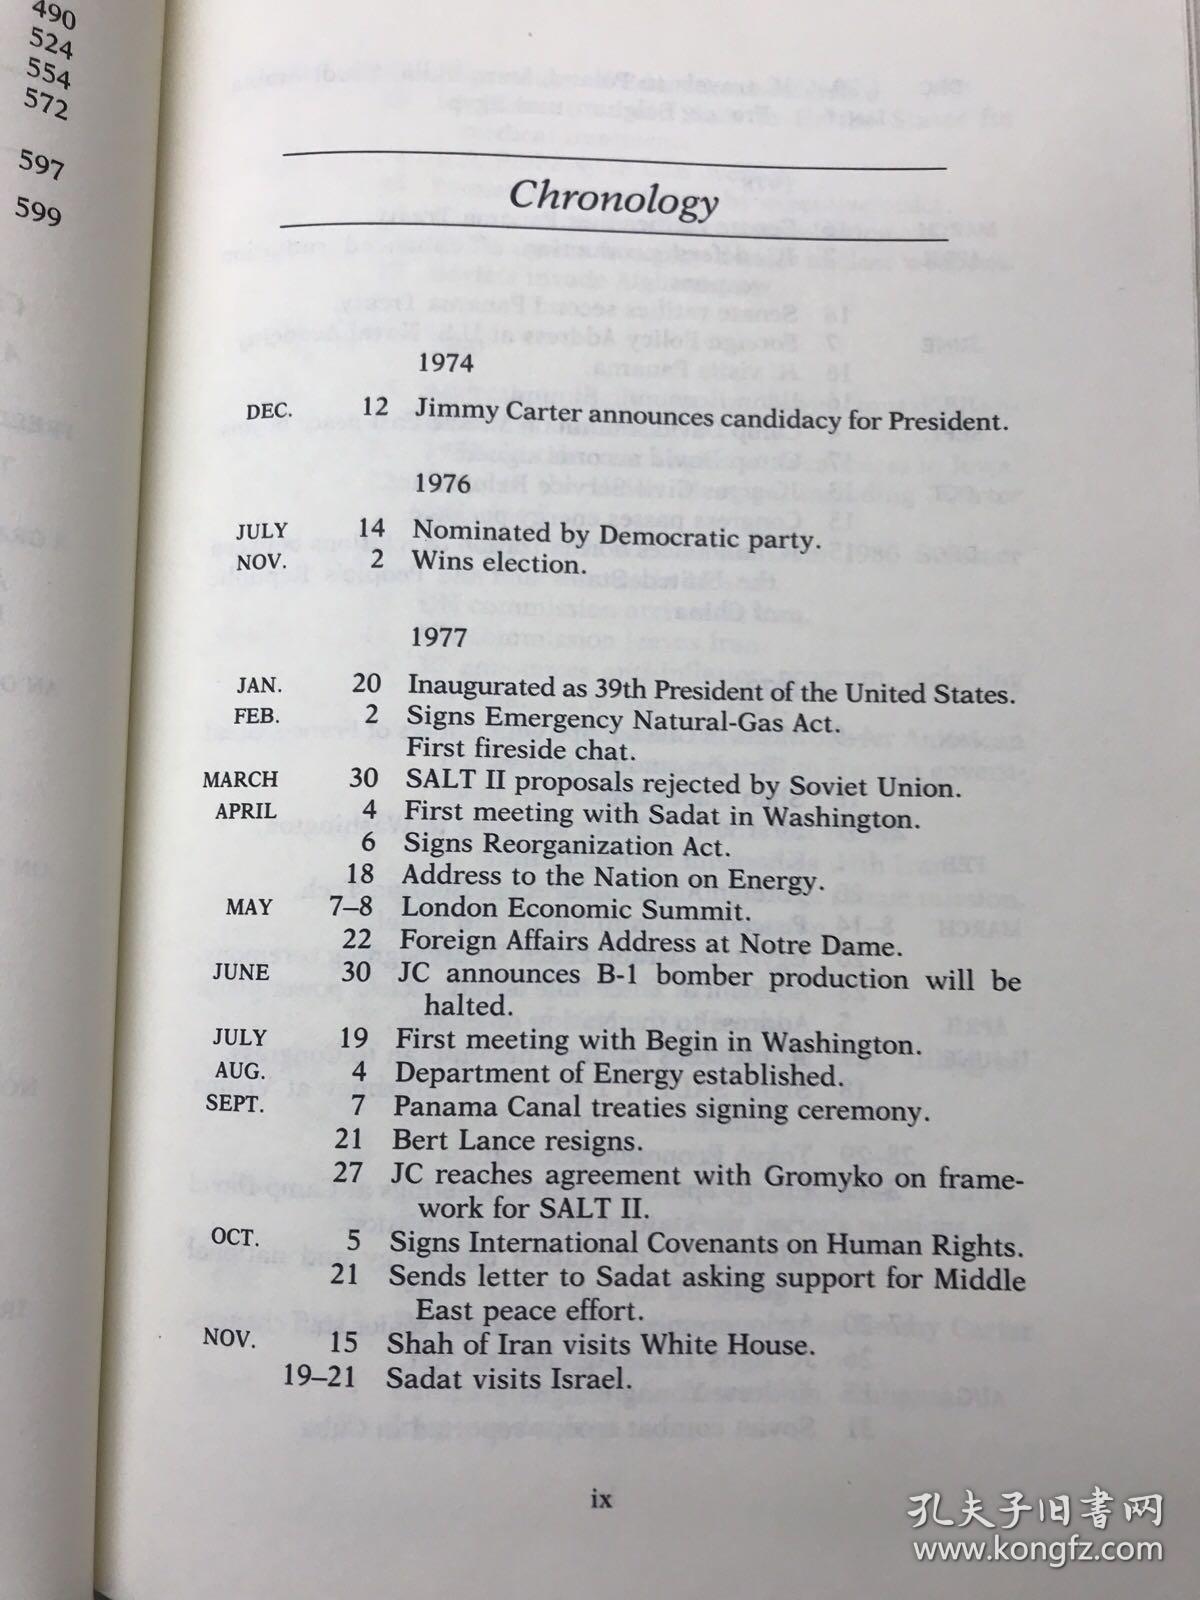 490
524
554
572
597
599
Chronology
1974
DEC. 12 Jimmy Carter announces candidacy for President.
1976
JULY 14 Nominated by Democratic party.
NOV. 2 Wins election.
1977
JAN. 20 Inaugurated as 39th President of the United States.
FEB. 2 Signs Emergency Natural-Gas Act.
First fireside chat.
MARCH 30 SALT II proposals rejected by Soviet Union.
APRIL 4 First meeting with Sadat in Washington.
6 Signs Reorganization Act.
18 Address to the Nation on Energy.
MAY 7–8 London Economic Summit.
22 Foreign Affairs Address at Notre Dame.
JUNE 30 JC announces B-1 bomber production will be
halted.
JULY 19 First meeting with Begin in Washington.
AUG. 4 Department of Energy established.
SEPT. 7 Panama Canal treaties signing ceremony.
21 Bert Lance resigns.
27 JC reaches agreement with Gromyko on frame-
work for SALT II.
OCT. 5 Signs International Covenants on Human Rights.
21 Sends letter to Sadat asking support for Middle
East peace effort.
NOV. 15 Shah of Iran visits White House.
19–21 Sadat visits Israel.
ix
孔夫子旧书网
www.kongfz.com